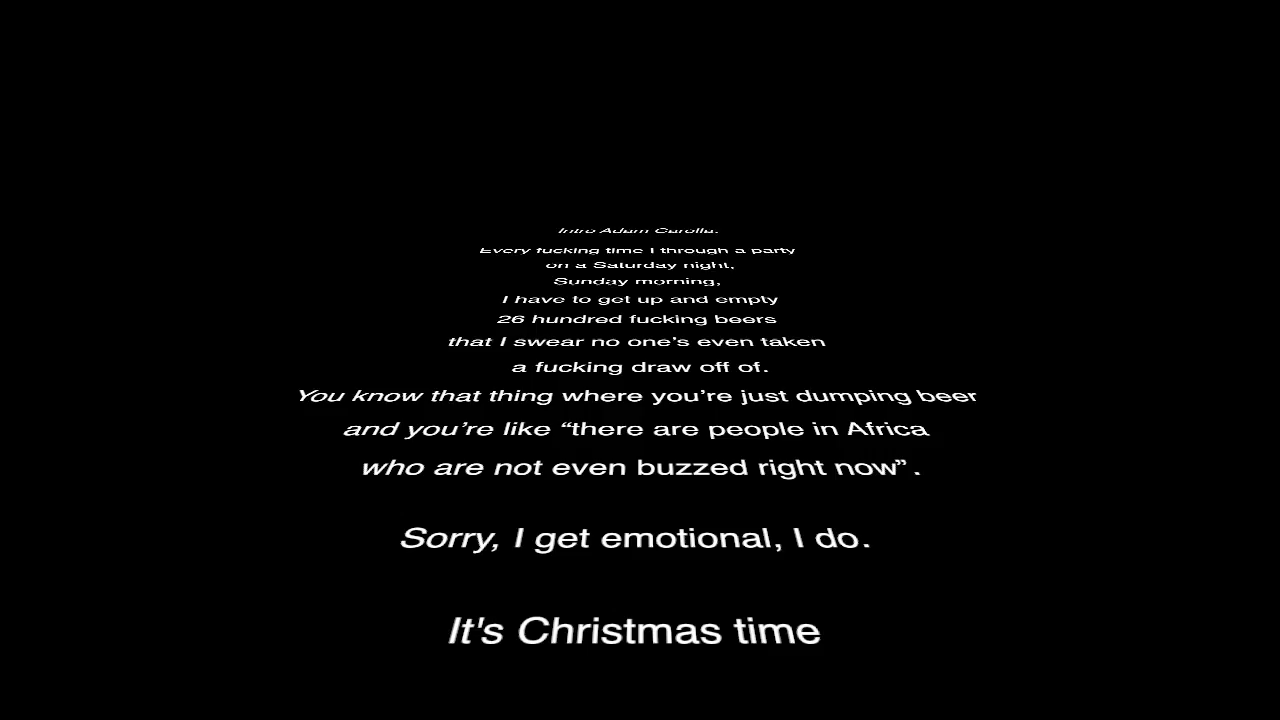 Intro Adam Carolla.
Every fucking time I through a party
on a Saturday night,
Sunday morning,
I have to get up and empty
26 hundred fucking beers
that I swear no one's even taken
a fucking draw off of.
You know that thing where you're just dumping beer
and you're like “there are people in Africa
who are not even buzzed right now”.
Sorry, I get emotional, I do.
It's Christmas time